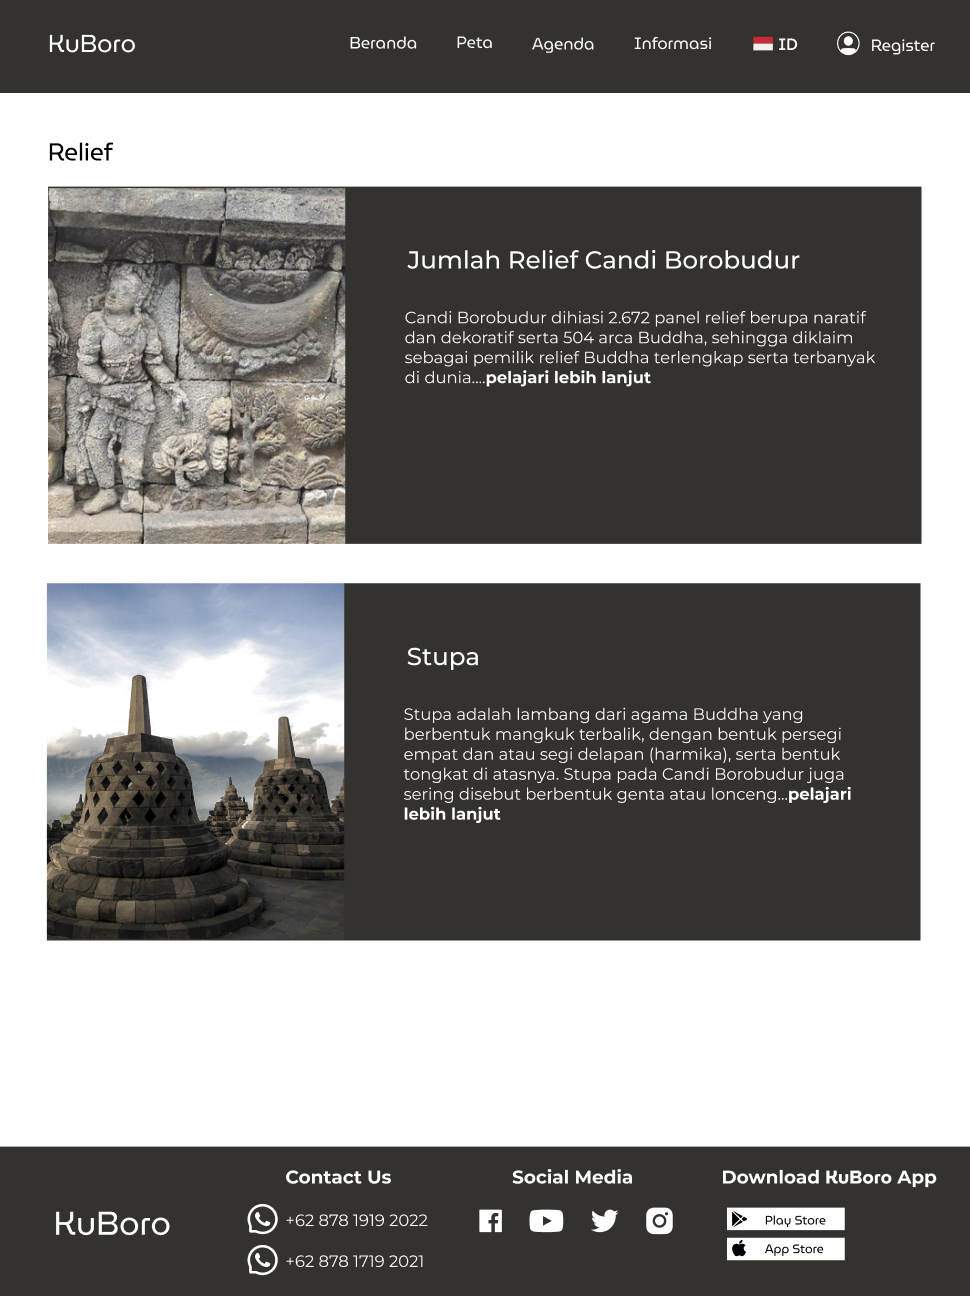 KuBoro
Beranda
Peta
Agenda
Informasi
ID
Register
Relief
Jumlah Relief Candi Borobudur
Candi Borobudur dihiasi 2.672 panel relief berupa naratif
dan dekoratif serta 504 arca Buddha, sehingga diklaim
sebagai pemilik relief Buddha terlengkap serta terbanyak
di dunia....pelajari lebih lanjut
Stupa
Stupa adalah lambang dari agama Buddha yang
berbentuk mangkuk terbalik, dengan bentuk persegi
empat dan atau segi delapan (harmika), serta bentuk
tongkat di atasnya. Stupa pada Candi Borobudur juga
sering disebut berbentuk genta atau lonceng...pelajari
lebih lanjut
KuBoro
Contact Us
+62 878 1919 2022
+62 878 1719 2021
Social Media
Download KuBoro App
Play Store
App Store